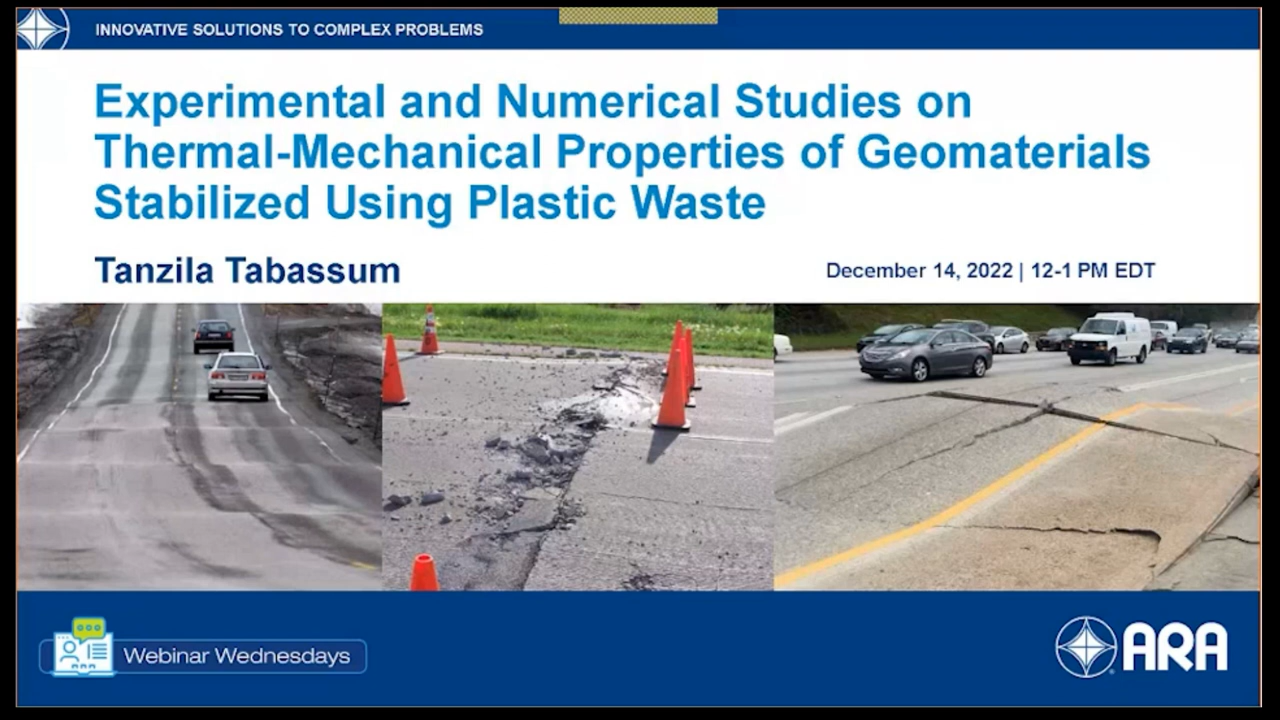 INNOVATIVE SOLUTIONS TO COMPLEX PROBLEMS
Experimental and Numerical Studies on
Thermal-Mechanical Properties of Geomaterials
Stabilized Using Plastic Waste
Tanzila Tabassum
December 14, 2022 | 12-1 PM EDT
Webinar Wednesdays
ARA